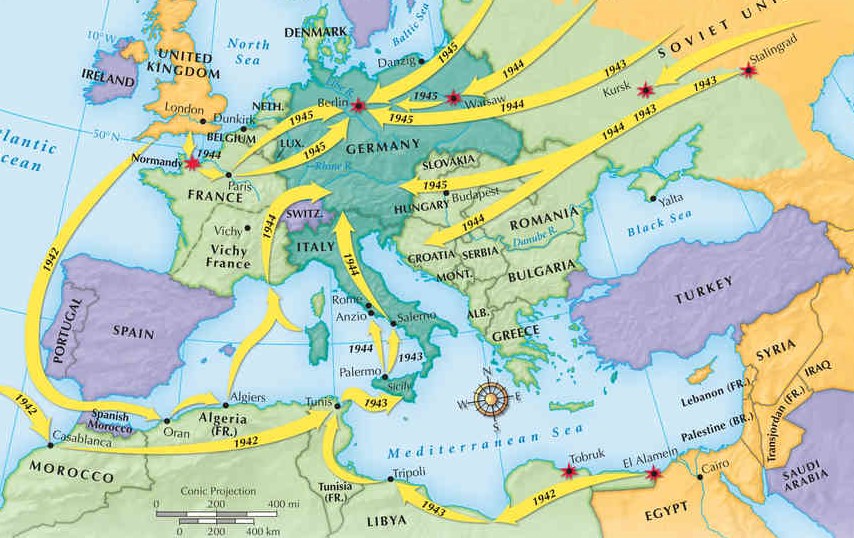 10°W
North
Sea
DENMARK
Baltic Sea
SOVIET UNI
UNITED
KINGDOM
IRELAND
Danzig
1945
1944
1943
Stalingrad
Kursk
London
Dunkirk
NETH.
Elbe R.
Berlin
1945
Warsaw
1944
1943
1945
1945
1943
1944
50°N
BELGIUM
LUX.
1945
GERMANY
Atlantic
Ocean
Normandy
1944
Rhine R.
SLOVAKIA
Paris
FRANCE
1945
Budapest
HUNGARY
Yalta
SWITZ.
1944
ROMANIA
Black Sea
Vichy
Vichy
France
ITALY
1944
Danube R.
CROATIA
SERBIA
MONT.
BULGARIA
1942
1944
TURKEY
PORTUGAL
SPAIN
Rome
Anzio
Salerno
ALB.
GREECE
1944
1943
SYRIA
IRAQ
Palermo
Sicily
N
W
E
S
Lebanon (FR.)
Algiers
Tunis
1943
1942
Spanish
Morocco
Oran
Algeria
(FR.)
Casablanca
1942
Mediterranean Sea
Palestine (BR.)
Transjordan (FR.)
MOROCCO
Tobruk
El Alamein
Cairo
Tripoli
SAUDI
ARABIA
Conic Projection
0 200 400 mi
0 200 400 km
Tunisia
(FR.)
1943
1942
LIBYA
EGYPT